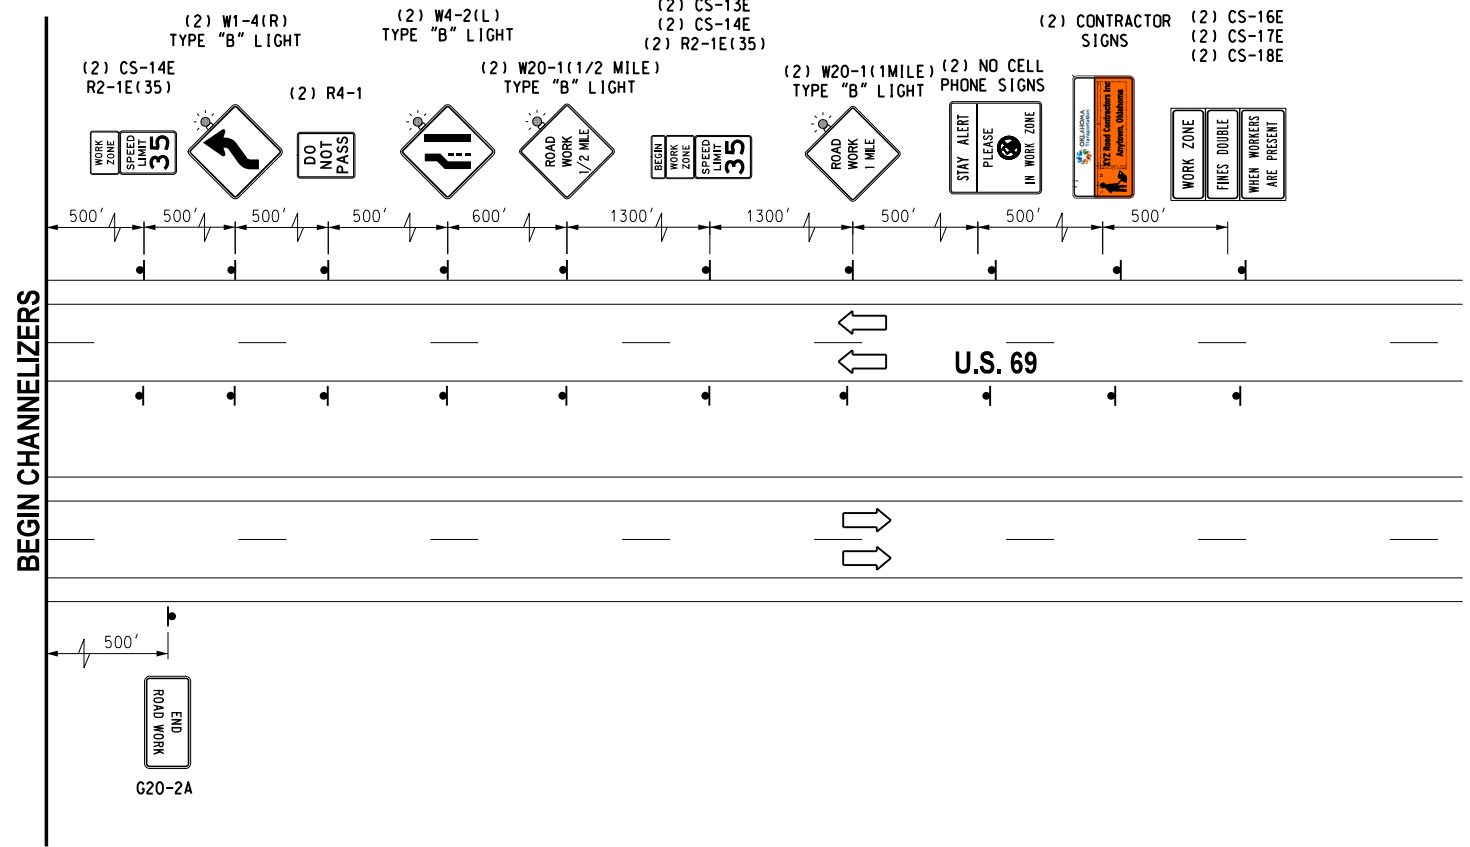 (2) W1-4(R)
TYPE "B" LIGHT
(2) W4-2(L)
TYPE "B" LIGHT
(2) CS-13E
(2) CS-14E
(2) R2-1E(35)
(2) CONTRACTOR
SIGNS
(2) CS-16E
(2) CS-17E
(2) CS-18E
(2) CS-14E
R2-1E(35)
(2) R4-1
(2) W20-1(1/2 MILE)
TYPE "B" LIGHT
(2) W20-1(1MILE)
TYPE "B" LIGHT
(2) NO CELL
PHONE SIGNS
WORK
ZONE
SPEED
LIMIT
35
DO
NOT
PASS
ROAD
WORK
1/2 MILE
BEGIN
WORK
ZONE
SPEED
LIMIT
35
ROAD
WORK
1 MILE
STAY ALERT
PLEASE
IN WORK ZONE
OKLAHOMA
Transportation
XYZ Road Contractors Inc
Anytown, Oklahoma
WORK ZONE
FINES DOUBLE
WHEN WORKERS
ARE PRESENT
500' 500' 500' 500' 600' 1300' 1300' 500' 500' 500'
BEGIN CHANNELIZERS
U.S. 69
500'
END
ROAD WORK
G20-2A